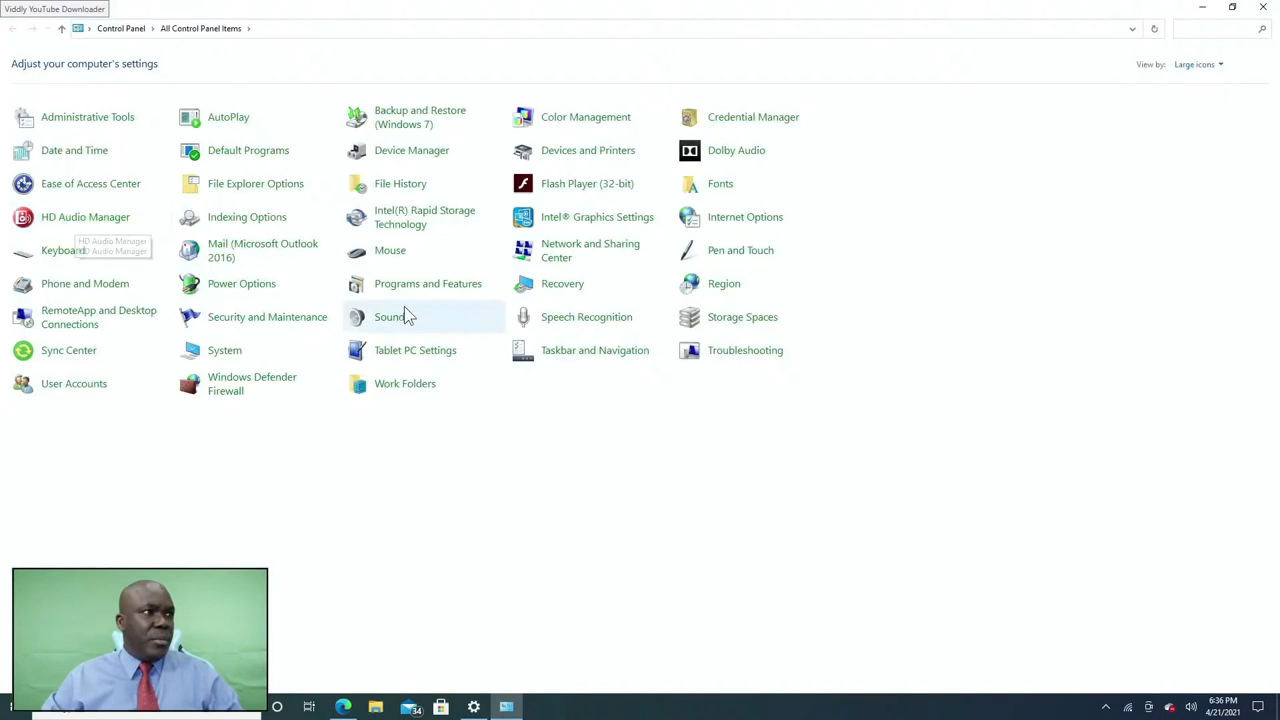 Viddly YouTube Downloader
Control Panel
All Control Panel Items
Adjust your computer's settings
View by: Large icons
Administrative Tools
AutoPlay
Backup and Restore
(Windows 7)
Color Management
Credential Manager
Date and Time
Default Programs
Device Manager
Devices and Printers
Dolby Audio
Ease of Access Center
File Explorer Options
File History
Flash Player (32-bit)
Fonts
HD Audio Manager
Indexing Options
Intel(R) Rapid Storage
Technology
Intel® Graphics Settings
Internet Options
HD Audio Manager
HD Audio Manager
Keyboard
Mail (Microsoft Outlook
2016)
Mouse
Network and Sharing
Center
Pen and Touch
Phone and Modem
Power Options
Programs and Features
Recovery
Region
RemoteApp and Desktop
Connections
Security and Maintenance
Sound
Speech Recognition
Storage Spaces
Sync Center
System
Tablet PC Settings
Taskbar and Navigation
Troubleshooting
User Accounts
Windows Defender
Firewall
Work Folders
34
6:36 PM
4/21/2021